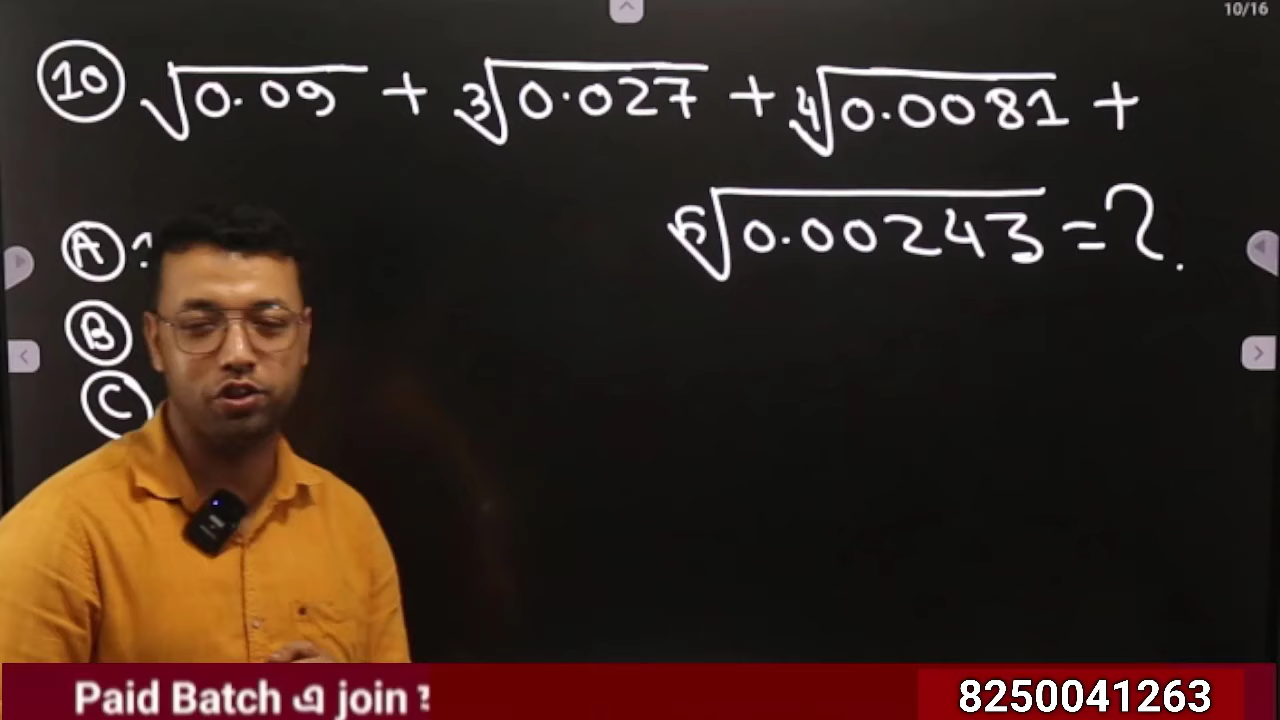 10/16
(10) √0.09 + ∛0.027 + ∜0.0081 +
⁵√0.00243 = ?.
(A)
(B)
(C)
Paid Batch এ join
8250041263